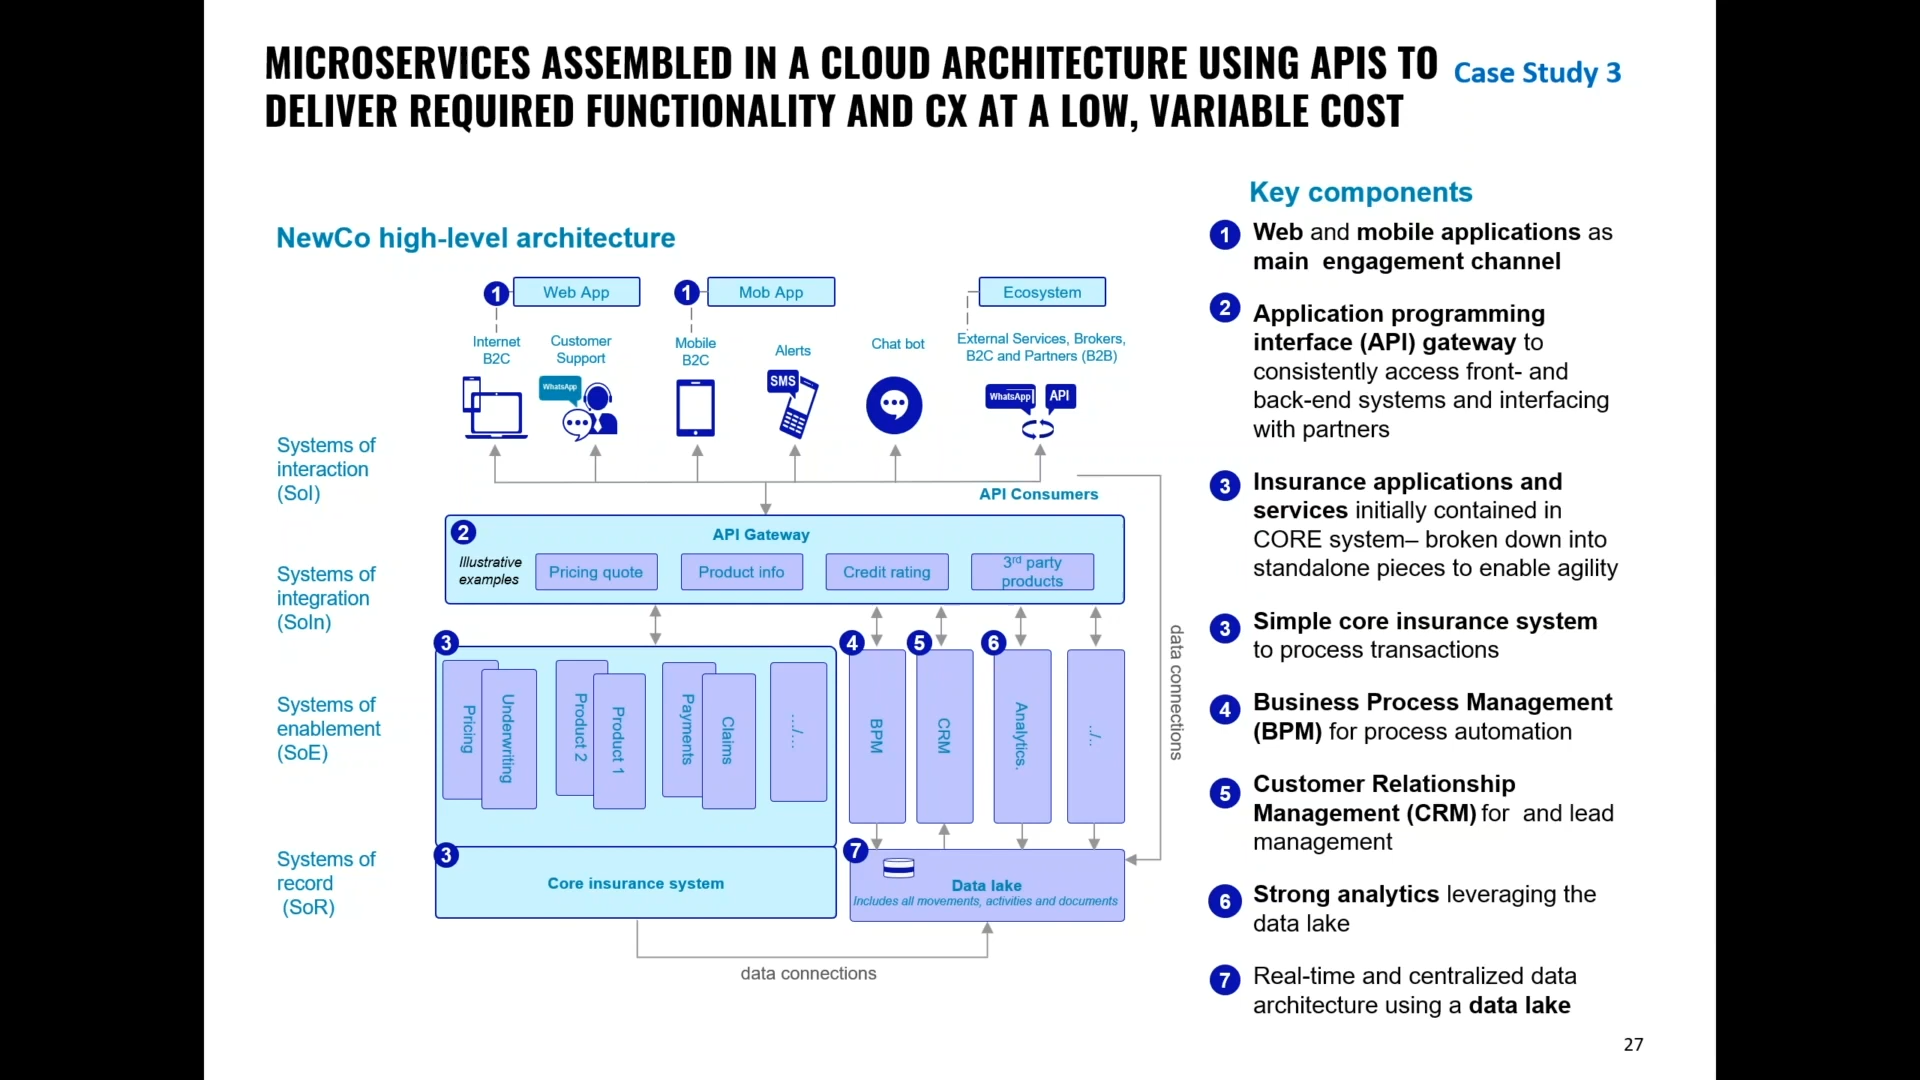 MICROSERVICES ASSEMBLED IN A CLOUD ARCHITECTURE USING APIS TO
DELIVER REQUIRED FUNCTIONALITY AND CX AT A LOW, VARIABLE COST
Case Study 3
NewCo high-level architecture
1
Web App
1
Mob App
Ecosystem
Internet
B2C
Customer
Support
Mobile
B2C
Alerts
Chat bot
External Services, Brokers,
B2C and Partners (B2B)
WhatsApp
SMS
WhatsApp
API
Systems of
interaction
(SoI)
API Consumers
2
API Gateway
Illustrative
examples
Pricing quote
Product info
Credit rating
3rd party
products
Systems of
integration
(SoIn)
3
4
5
6
Systems of
enablement
(SoE)
Pricing
Underwriting
Product 2
Product 1
Payments
Claims
…/…
BPM
CRM
Analytics.
../..
data connections
Systems of
record
(SoR)
3
Core insurance system
7
Data lake
Includes all movements, activities and documents
data connections
Key components
1
Web and mobile applications as
main  engagement channel
2
Application programming
interface (API) gateway to
consistently access front- and
back-end systems and interfacing
with partners
3
Insurance applications and
services initially contained in
CORE system– broken down into
standalone pieces to enable agility
3
Simple core insurance system
to process transactions
4
Business Process Management
(BPM) for process automation
5
Customer Relationship
Management (CRM) for  and lead
management
6
Strong analytics leveraging the
data lake
7
Real-time and centralized data
architecture using a data lake
27